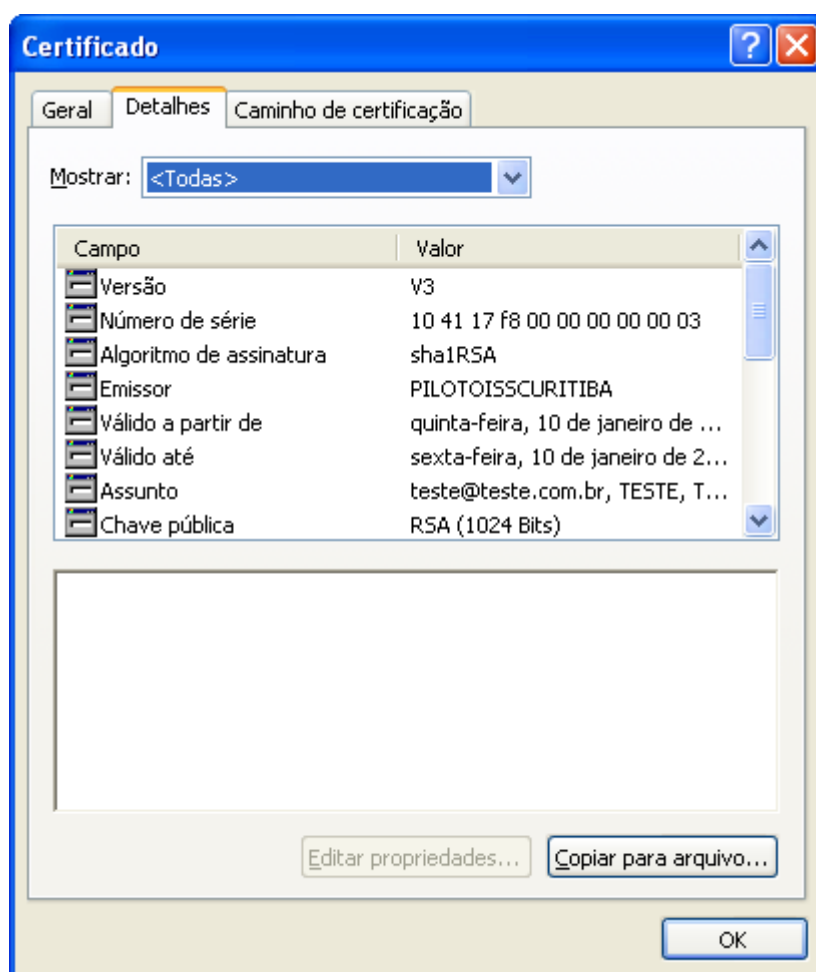 Certificado
Geral Detalhes Caminho de certificação
Mostrar: <Todas>
Campo Valor
Versão V3
Número de série 10 41 17 f8 00 00 00 00 00 03
Algoritmo de assinatura sha1RSA
Emissor PILOTOISSCURITIBA
Válido a partir de quinta-feira, 10 de janeiro de ...
Válido até sexta-feira, 10 de janeiro de 2...
Assunto teste@teste.com.br, TESTE, T...
Chave pública RSA (1024 Bits)
Editar propriedades... Copiar para arquivo...
OK